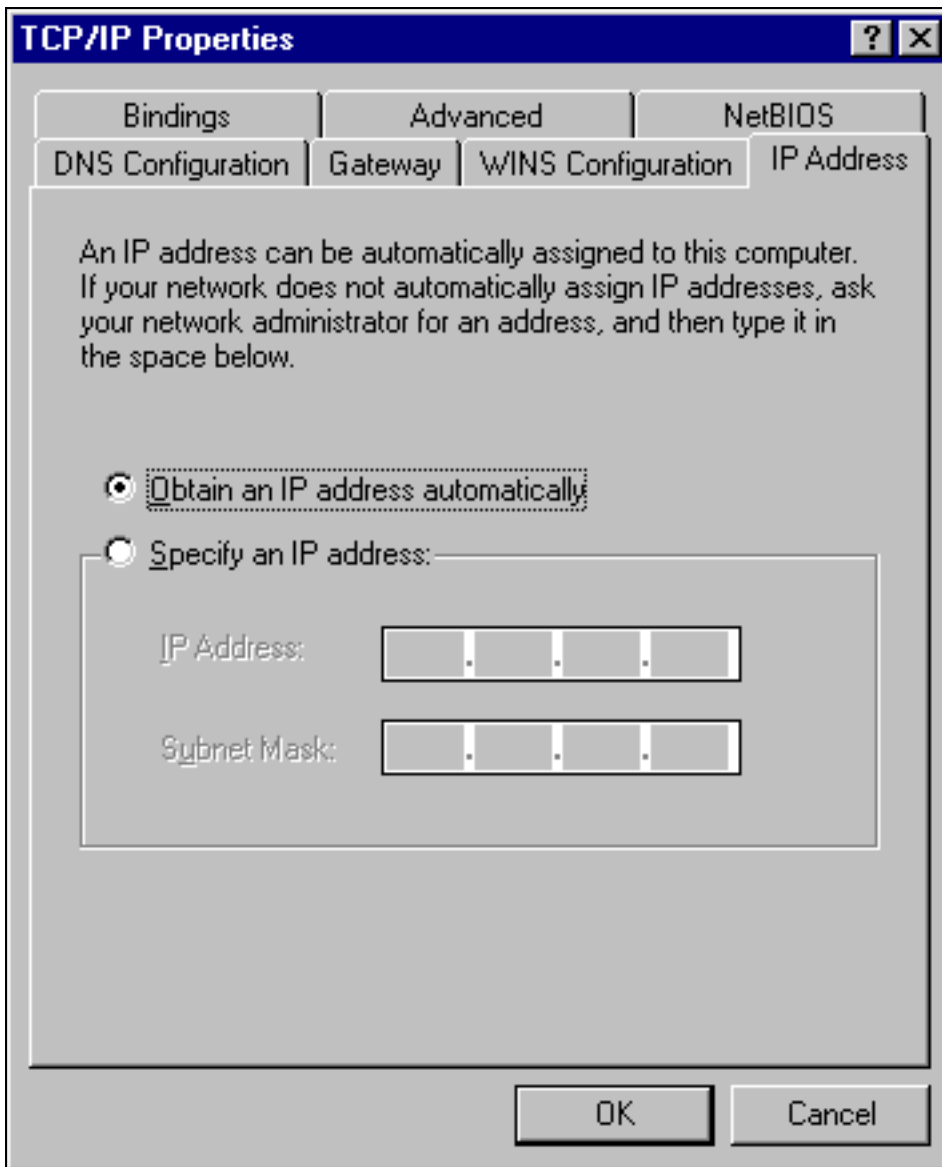 TCP/IP Properties
Bindings
Advanced
NetBIOS
DNS Configuration
Gateway
WINS Configuration
IP Address
An IP address can be automatically assigned to this computer.
If your network does not automatically assign IP addresses, ask
your network administrator for an address, and then type it in
the space below.
Obtain an IP address automatically
Specify an IP address:
IP Address:
Subnet Mask:
OK
Cancel